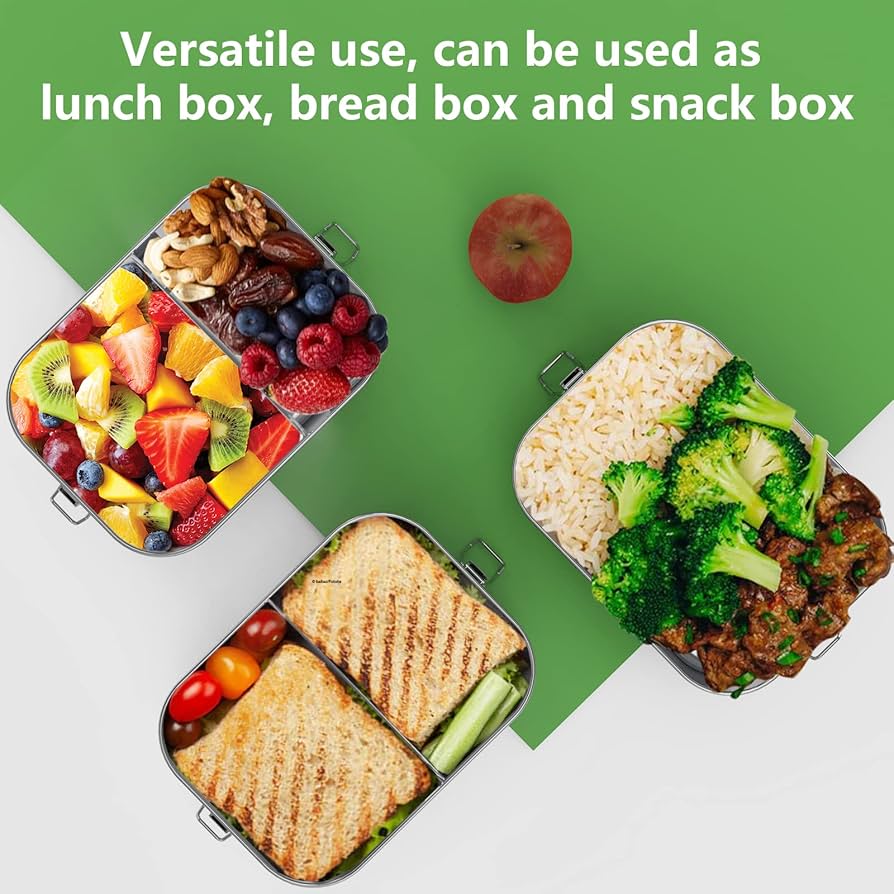 Versatile use, can be used as
lunch box, bread box and snack box